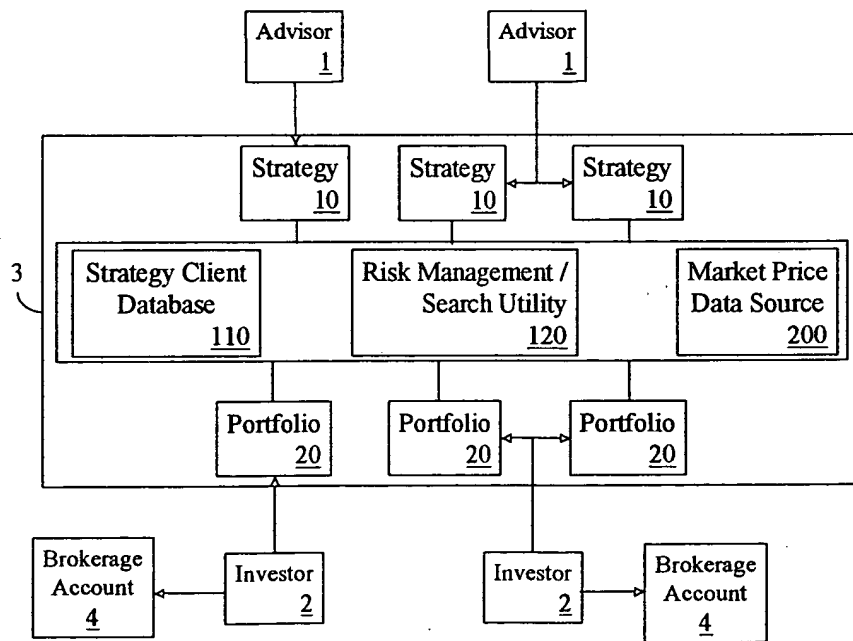 Advisor
1
Advisor
1
Strategy
10
Strategy
10
Strategy
10
3
Strategy Client
Database
110
Risk Management /
Search Utility
120
Market Price
Data Source
200
Portfolio
20
Portfolio
20
Portfolio
20
Brokerage
Account
4
Investor
2
Investor
2
Brokerage
Account
4